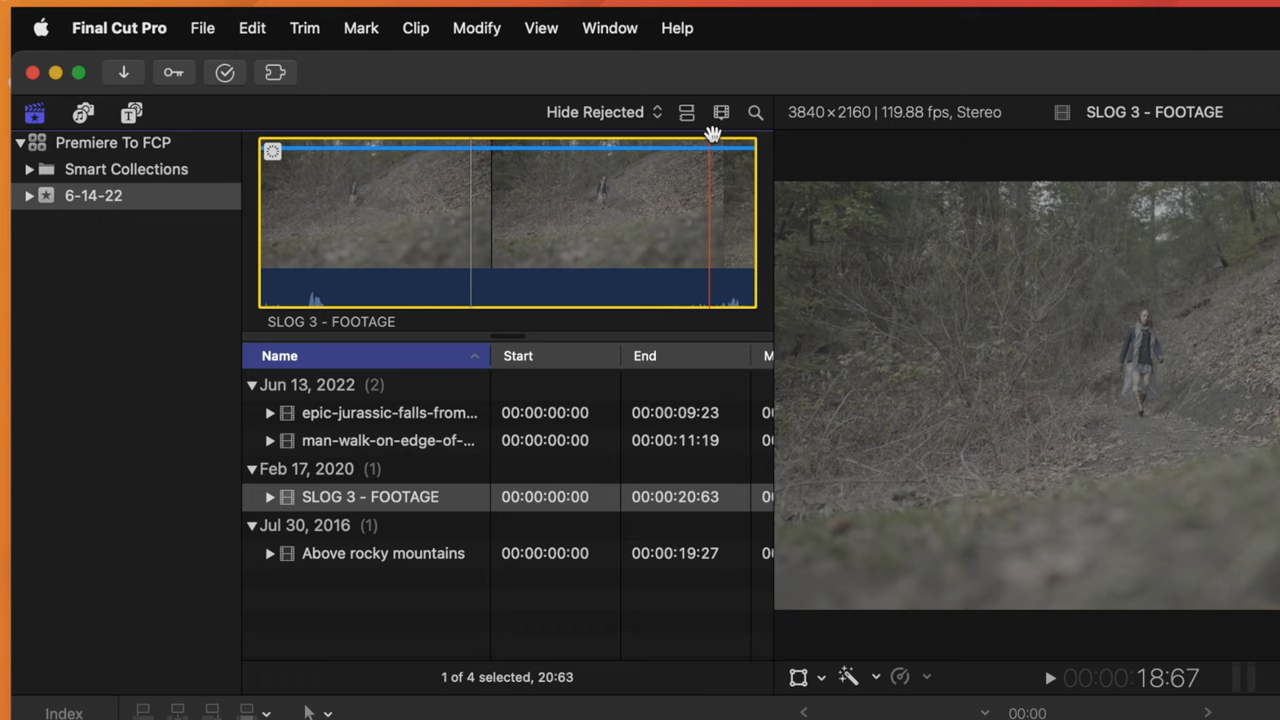 Final Cut Pro File Edit Trim Mark Clip Modify View Window Help
Hide Rejected 3840×2160 | 119.88 fps, Stereo SLOG 3 - FOOTAGE
Premiere To FCP
Smart Collections
6-14-22
SLOG 3 - FOOTAGE
Name Start End M
Jun 13, 2022 (2)
epic-jurassic-falls-from... 00:00:00:00 00:00:09:23
man-walk-on-edge-of-... 00:00:00:00 00:00:11:19
Feb 17, 2020 (1)
SLOG 3 - FOOTAGE 00:00:00:00 00:00:20:63
Jul 30, 2016 (1)
Above rocky mountains 00:00:00:00 00:00:19:27
1 of 4 selected, 20:63
00:00:18:67
Index 00:00